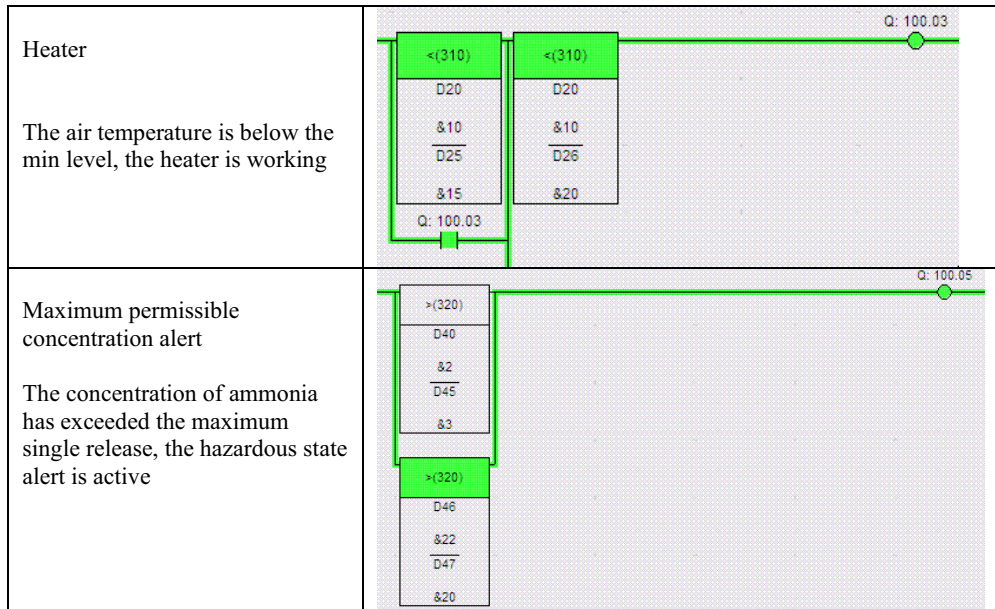 Heater
The air temperature is below the
min level, the heater is working
Q: 100.03
<(310)
D20
&10
D25
&15
<(310)
D20
&10
D26
&20
Q: 100.03
Maximum permissible
concentration alert
The concentration of ammonia
has exceeded the maximum
single release, the hazardous state
alert is active
Q: 100.05
>(320)
D40
&2
D45
&3
>(320)
D46
&22
D47
&20